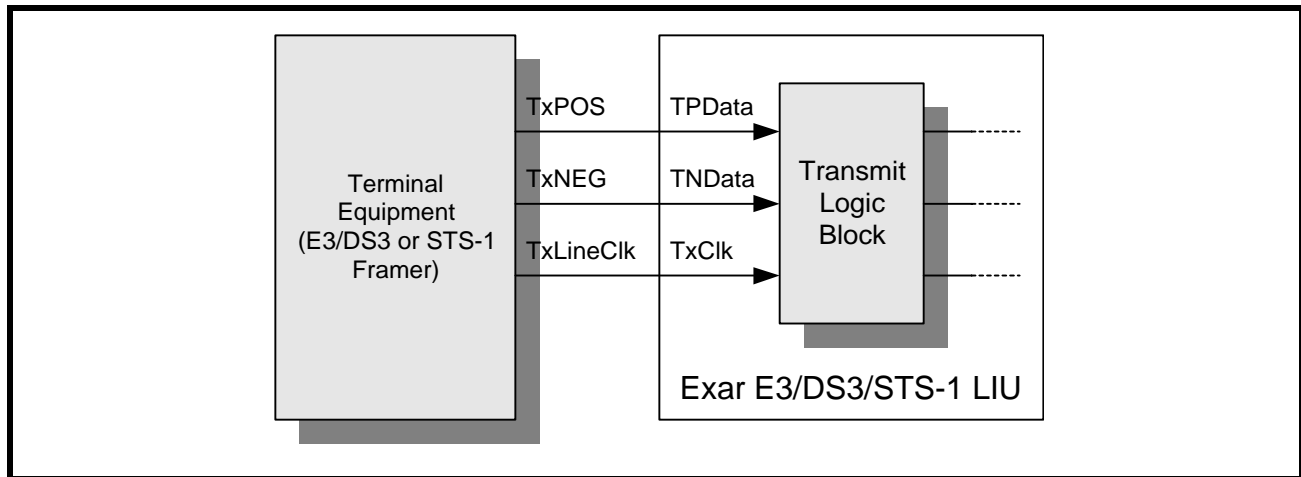 TxPOS
TPData
TxNEG
TNData
TxLineClk
TxClk
Terminal
Equipment
(E3/DS3 or STS-1
Framer)
Transmit
Logic
Block
Exar E3/DS3/STS-1 LIU